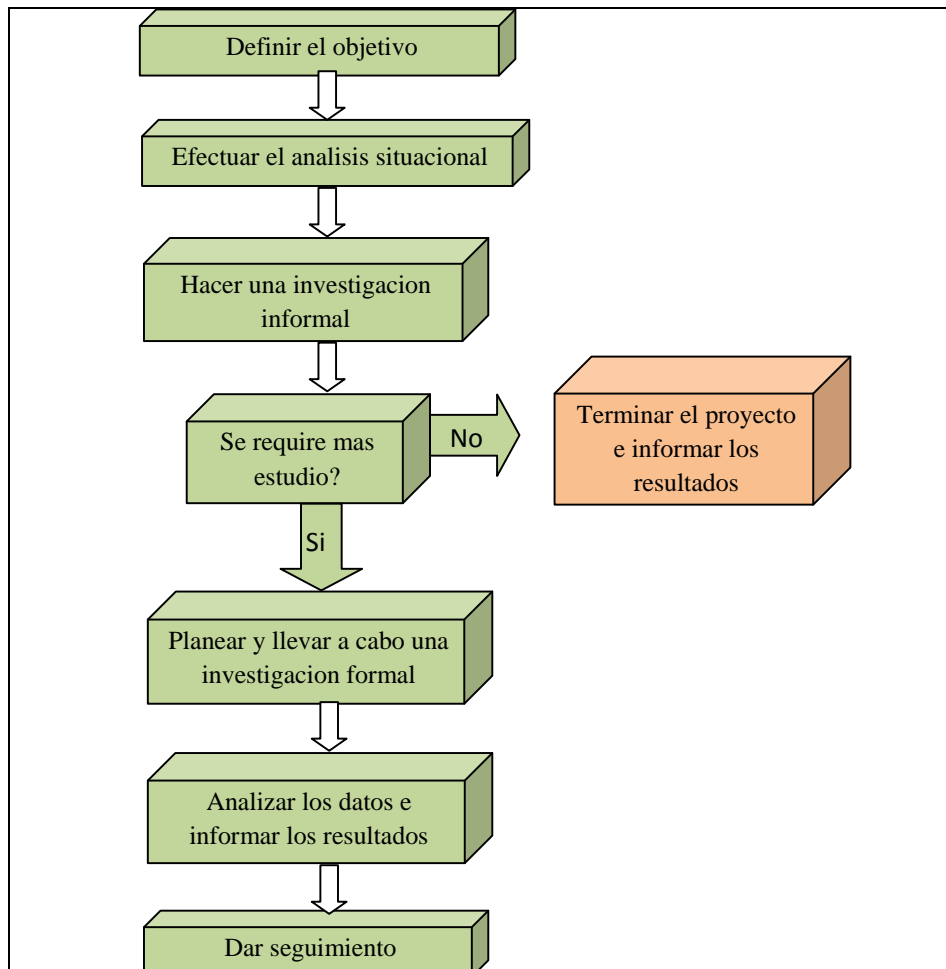 Definir el objetivo
Efectuar el analisis situacional
Hacer una investigacion
informal
Se require mas
estudio?
No
Terminar el proyecto
e informar los
resultados
Si
Planear y llevar a cabo una
investigacion formal
Analizar los datos e
informar los resultados
Dar seguimiento